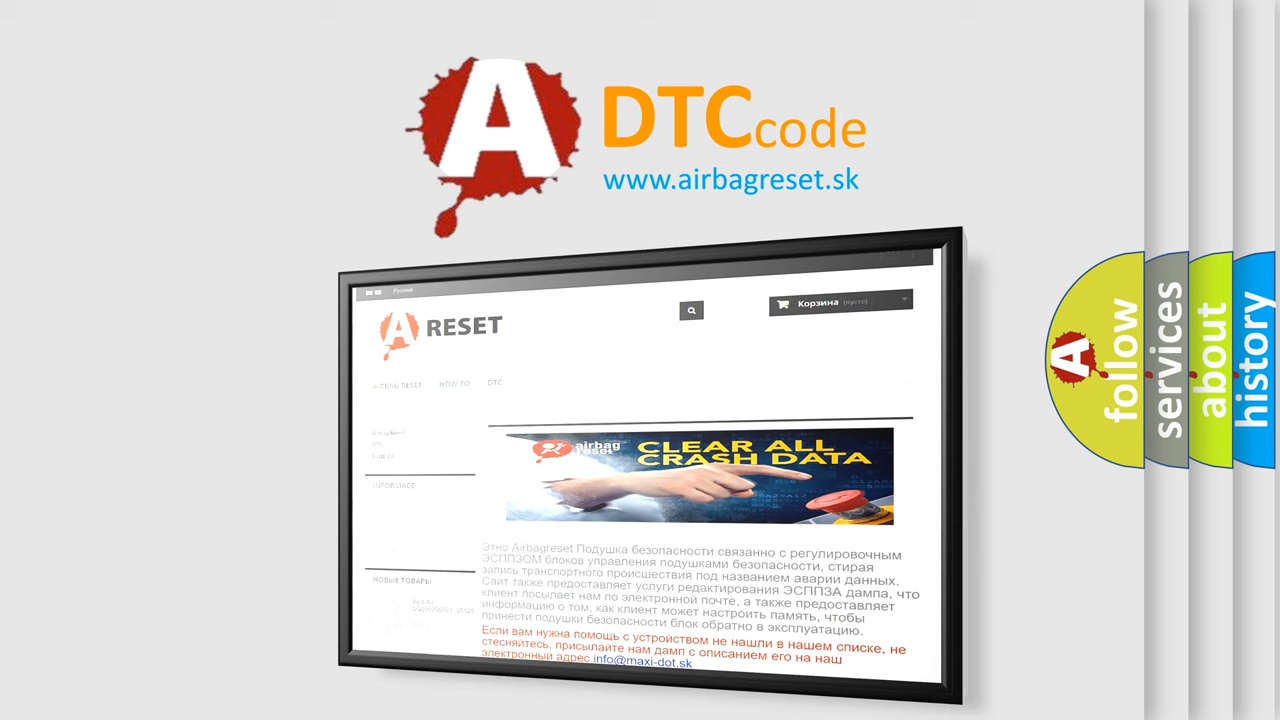 A
DTCcode
www.airbagreset.sk
Русский
A RESET
Корзина (пусто)
AIRBAG RESET HOW TO DTC
INFORMACE
airbag
reset
CLEAR ALL
CRASH DATA
Этно Airbagreset Подушка безопасности связанно с регулировочным
ЭСППЗОМ блоков управления подушками безопасности, стирая
запись транспортного происшествия под названием аварии данных.
Сайт также предоставляет услуги редактирования ЭСППЗА дампа, что
клиент посылает нам по электронной почте, а также предоставляет
информацию о том, как клиент может настроить память, чтобы
принести подушки безопасности блок обратно в эксплуатацию.
Если вам нужна помощь с устройством не нашли в нашем списке, не
стесняйтесь, присылайте нам дамп с описанием его на наш
электронный адрес info@maxi-dot.sk
НОВЫЕ ТОВАРЫ
A
follow
services
about
history